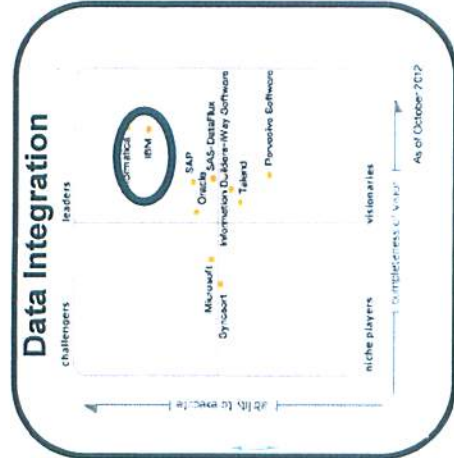 Data Integration
challengers
leaders
IBM
SAP
Oracle
SAS-DataFlux
Microsoft
Syncsort
Information Builders-iWay Software
Talend
Pervasive Software
niche players
visionaries
ability to execute
completeness of vision
As of October 2012